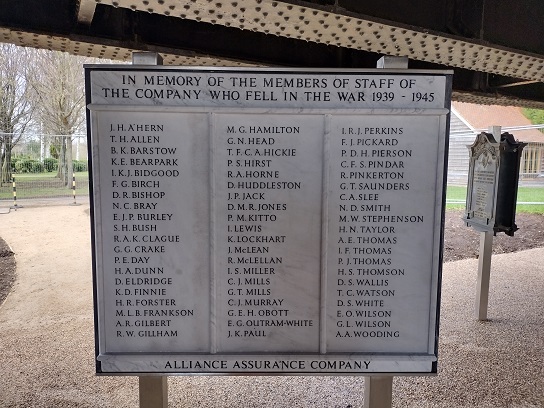 IN MEMORY OF THE MEMBERS OF STAFF OF
THE COMPANY WHO FELL IN THE WAR 1939 - 1945
J. H. A'HERN
T. H. ALLEN
B. K. BARSTOW
K. E. BEARPARK
I. K. J. BIDGOOD
F. G. BIRCH
D. R. BISHOP
N. C. BRAY
E. J. P. BURLEY
S. H. BUSH
R. A. K. CLAGUE
G. G. CRAKE
P. E. DAY
H. A. DUNN
D. ELDRIDGE
K. D. FINNIE
H. R. FORSTER
M. L. B. FRANKSON
A. R. GILBERT
R. W. GILLHAM
M. G. HAMILTON
G. N. HEAD
T. F. C. A. HICKIE
P. S. HIRST
R. A. HORNE
D. HUDDLESTON
J. P. JACK
D. M. R. JONES
P. M. KITTO
I. LEWIS
K. LOCKHART
J. McLEAN
R. McLELLAN
I. S. MILLER
C. J. MILLS
G. T. MILLS
C. J. MURRAY
G. E. H. OBOTT
E. G. OUTRAM-WHITE
J. K. PAUL
I. R. J. PERKINS
F. J. PICKARD
P. D. H. PIERSON
C. F. S. PINDAR
R. PINKERTON
G. T. SAUNDERS
C. A. SLEE
N. D. SMITH
M. W. STEPHENSON
H. N. TAYLOR
A. E. THOMAS
I. F. THOMAS
P. J. THOMAS
H. S. THOMSON
D. S. WALLIS
T. C. WATSON
D. S. WHITE
E. O. WILSON
G. L. WILSON
A. A. WOODING
ALLIANCE ASSURANCE COMPANY